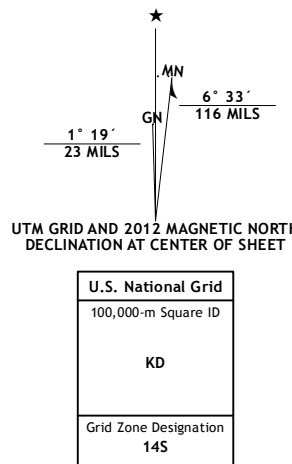 MN
GN
6° 33´
116 MILS
1° 19´
23 MILS
UTM GRID AND 2012 MAGNETIC NORTH
DECLINATION AT CENTER OF SHEET
U.S. National Grid
100,000-m Square ID
KD
Grid Zone Designation
14S